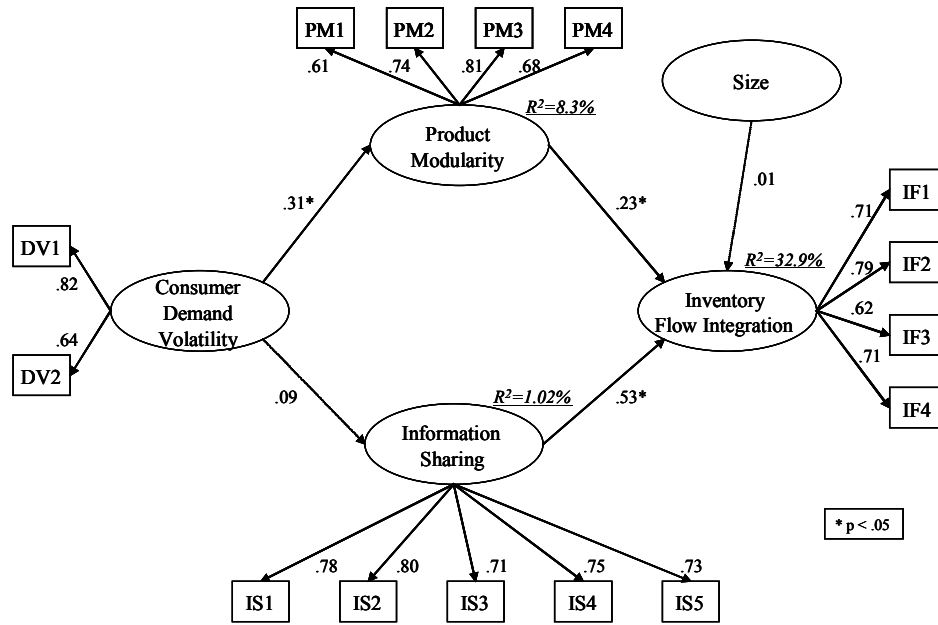 PM1 PM2 PM3 PM4
.61 .74 .81 .68
Size
R²=8.3%
Product
Modularity
.01
.31*
.23*
IF1
.71
DV1
.82
R²=32.9%
IF2
.79
Consumer
Demand
Volatility
Inventory
Flow Integration
.62
IF3
.64
.71
DV2
.09
R²=1.02%
.53*
IF4
Information
Sharing
* p < .05
.78 .80 .71 .75 .73
IS1 IS2 IS3 IS4 IS5